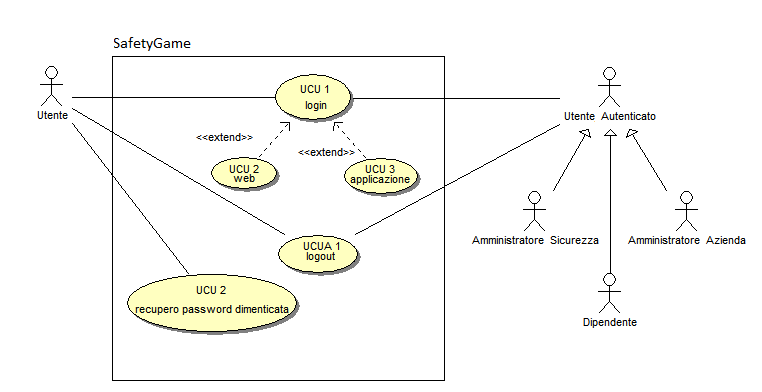 SafetyGame
UCU 1
login
Utente
Utente Autenticato
<<extend>>
<<extend>>
UCU 2
web
UCU 3
applicazione
UCUA 1
logout
Amministratore Sicurezza
Amministratore Azienda
UCU 2
recupero password dimenticata
Dipendente